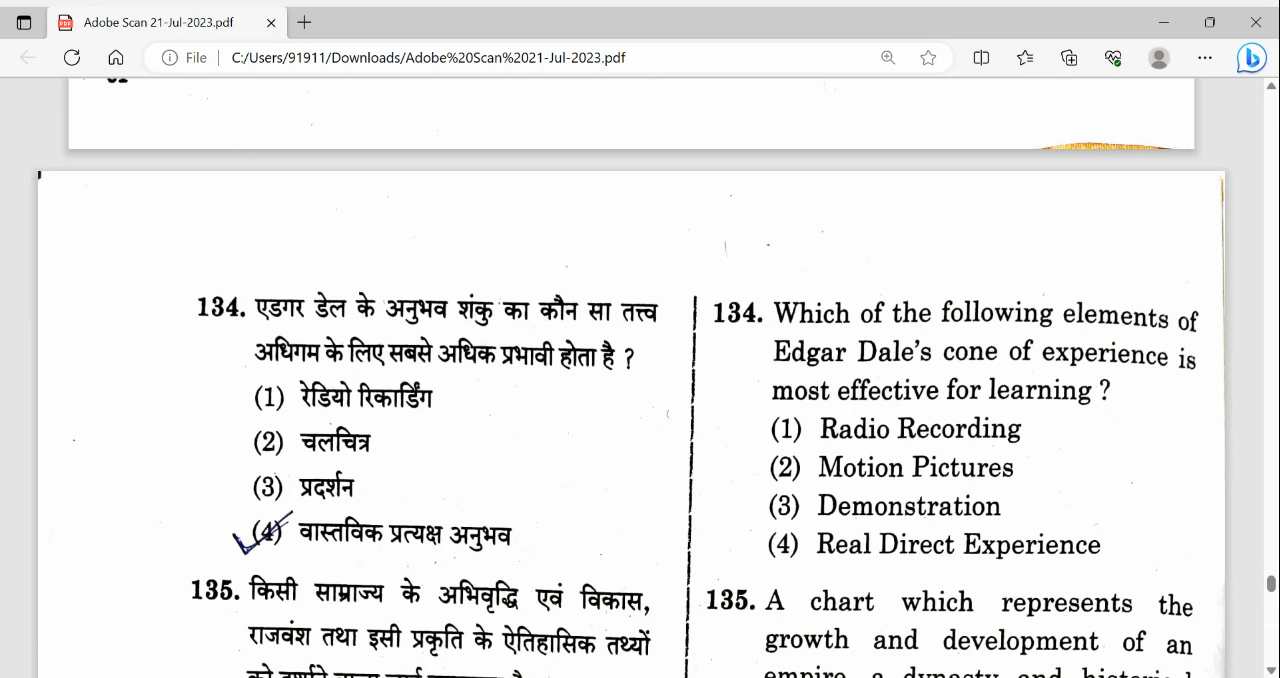 Adobe Scan 21-Jul-2023.pdf
File
C:/Users/91911/Downloads/Adobe%20Scan%2021-Jul-2023.pdf
134. एडगर डेल के अनुभव शंकु का कौन सा तत्त्व
अधिगम के लिए सबसे अधिक प्रभावी होता है ?
(1) रेडियो रिकार्डिंग
(2) चलचित्र
(3) प्रदर्शन
(4) वास्तविक प्रत्यक्ष अनुभव
135. किसी साम्राज्य के अभिवृद्धि एवं विकास,
राजवंश तथा इसी प्रकृति के ऐतिहासिक तथ्यों
134. Which of the following elements of
Edgar Dale's cone of experience is
most effective for learning ?
(1) Radio Recording
(2) Motion Pictures
(3) Demonstration
(4) Real Direct Experience
135. A chart which represents the
growth and development of an
empire, a dynasty and